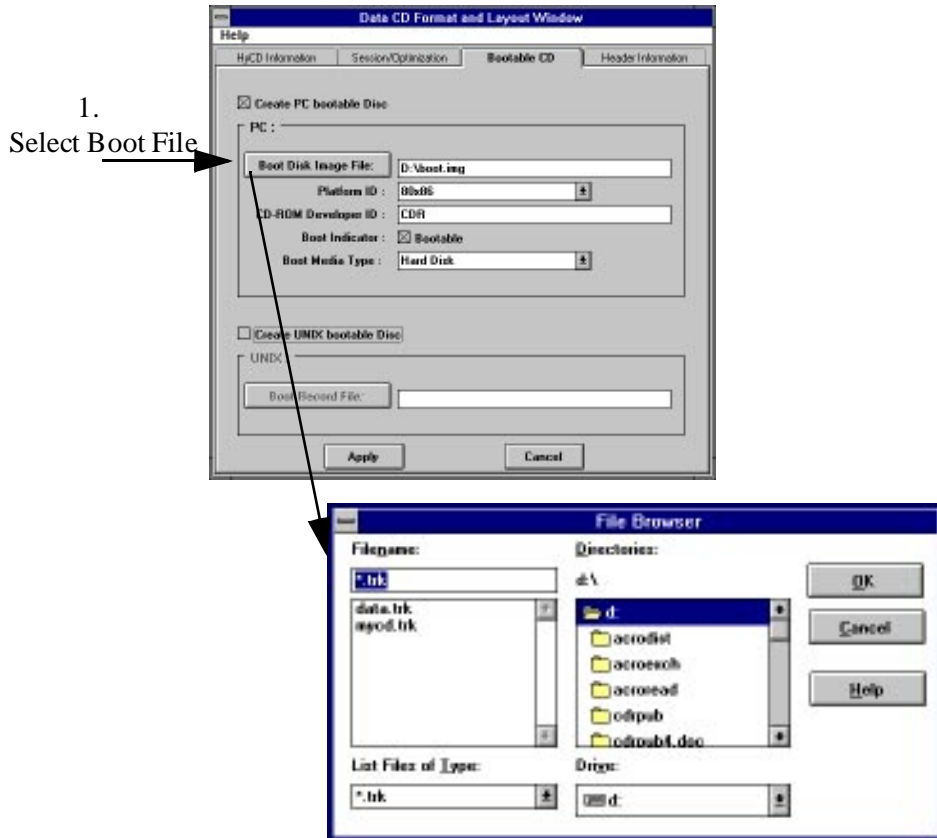 Data CD Format and Layout Window
Help
HyCD Information Session/Optimization Bootable CD Header Information
1.
Select Boot File
Create PC bootable Disc
PC :
Boot Disk Image File: D:\boot.img
Platform ID : 80x86
CD-ROM Developer ID : CDR
Boot Indicator : Bootable
Boot Media Type : Hard Disk
Create UNIX bootable Disc
UNIX
Boot Record File:
Apply Cancel
File Browser
Filename: Directories:
*.trk d:\
OK
data.trk d:
mycd.trk
acrodist
Cancel
acroexch
acroread
Help
cdrpub
cdrpub4.doc
List Files of Type: Drive:
*.trk d: